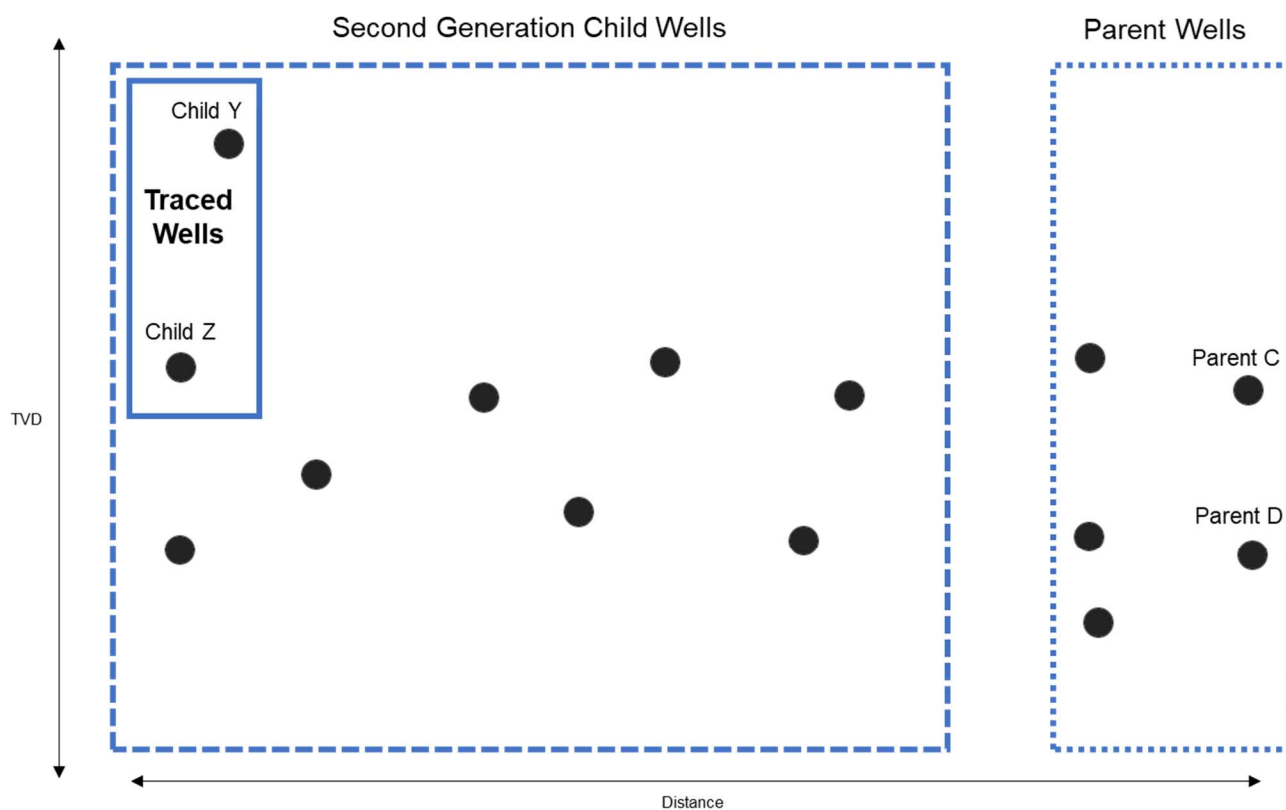 Second Generation Child Wells
Parent Wells
Child Y
Traced
Wells
Child Z
Parent C
TVD
Parent D
Distance